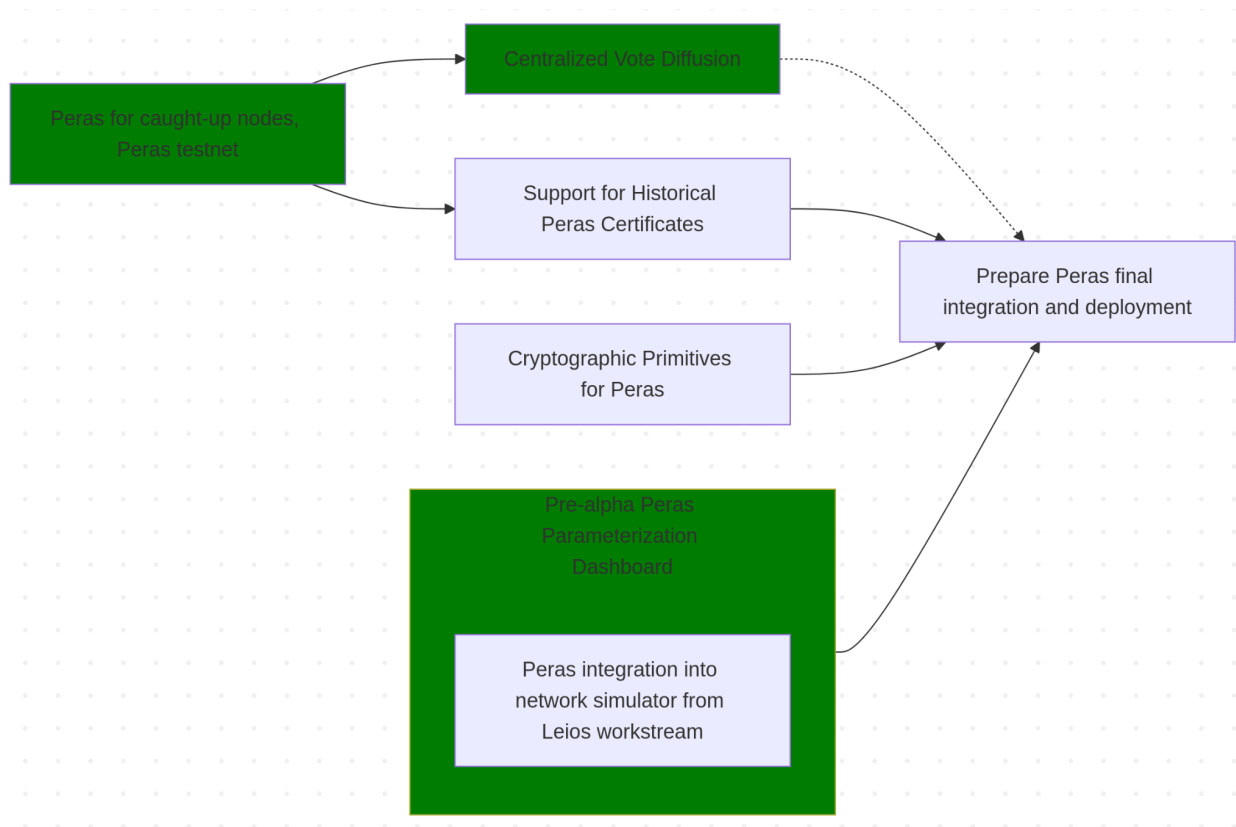 Centralized Vote Diffusion
Peras for caught-up nodes,
Peras testnet
Support for Historical
Peras Certificates
Prepare Peras final
integration and deployment
Cryptographic Primitives
for Peras
Pre-alpha Peras
Parameterization
Dashboard
Peras integration into
network simulator from
Leios workstream